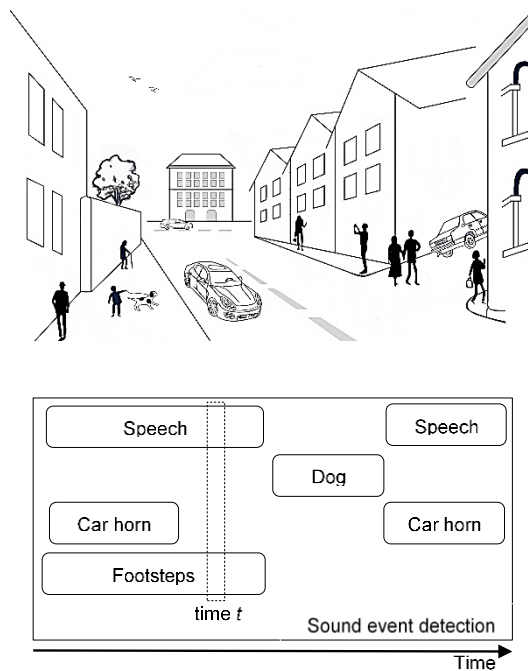 Speech
Speech
Dog
Car horn
Car horn
Footsteps
time t
Sound event detection
Time